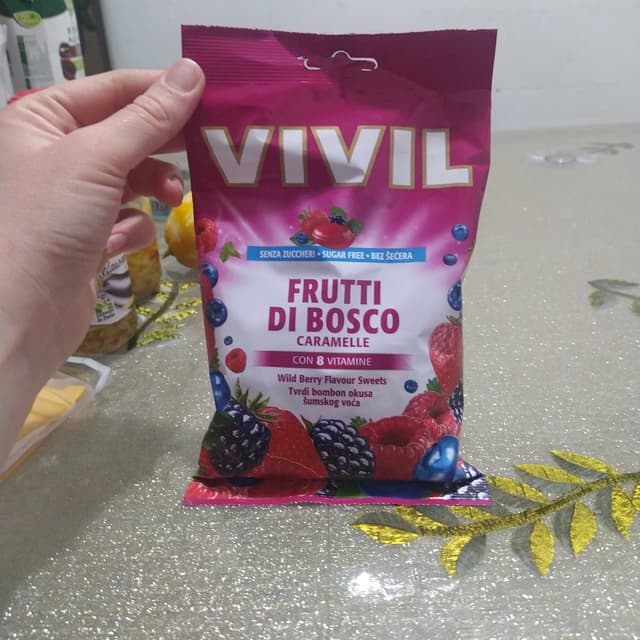 VIVIL
SENZA ZUCCHERI • SUGAR FREE • BEZ ŠEĆERA
FRUTTI
DI BOSCO
CARAMELLE
CON 8 VITAMINE
Wild Berry Flavour Sweets
Tvrdi bombon okusa
šumskog voća